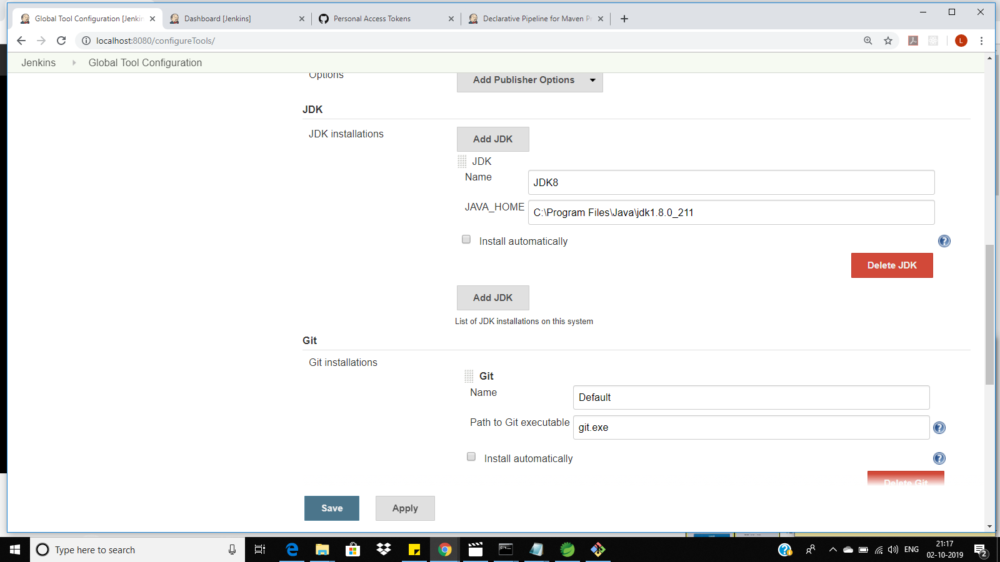 Global Tool Configuration [Jenkin
Dashboard [Jenkins]
Personal Access Tokens
Declarative Pipeline for Maven P
localhost:8080/configureTools/
L
Jenkins
Global Tool Configuration
Options
Add Publisher Options
JDK
JDK installations
Add JDK
JDK
Name
JDK8
JAVA_HOME
C:\Program Files\Java\jdk1.8.0_211
Install automatically
Delete JDK
Add JDK
List of JDK installations on this system
Git
Git installations
Git
Name
Default
Path to Git executable
git.exe
Install automatically
Delete Git
Save
Apply
Type here to search
ENG
21:17
02-10-2019
2